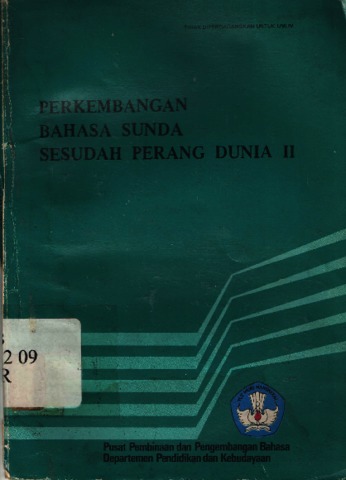 PERKEMBANGAN
BAHASA SUNDA
SESUDAH PERANG DUNIA II
2 09
R
Pusat Pembinaan dan Pengembangan Bahasa
Departemen Pendidikan dan Kebudayaan